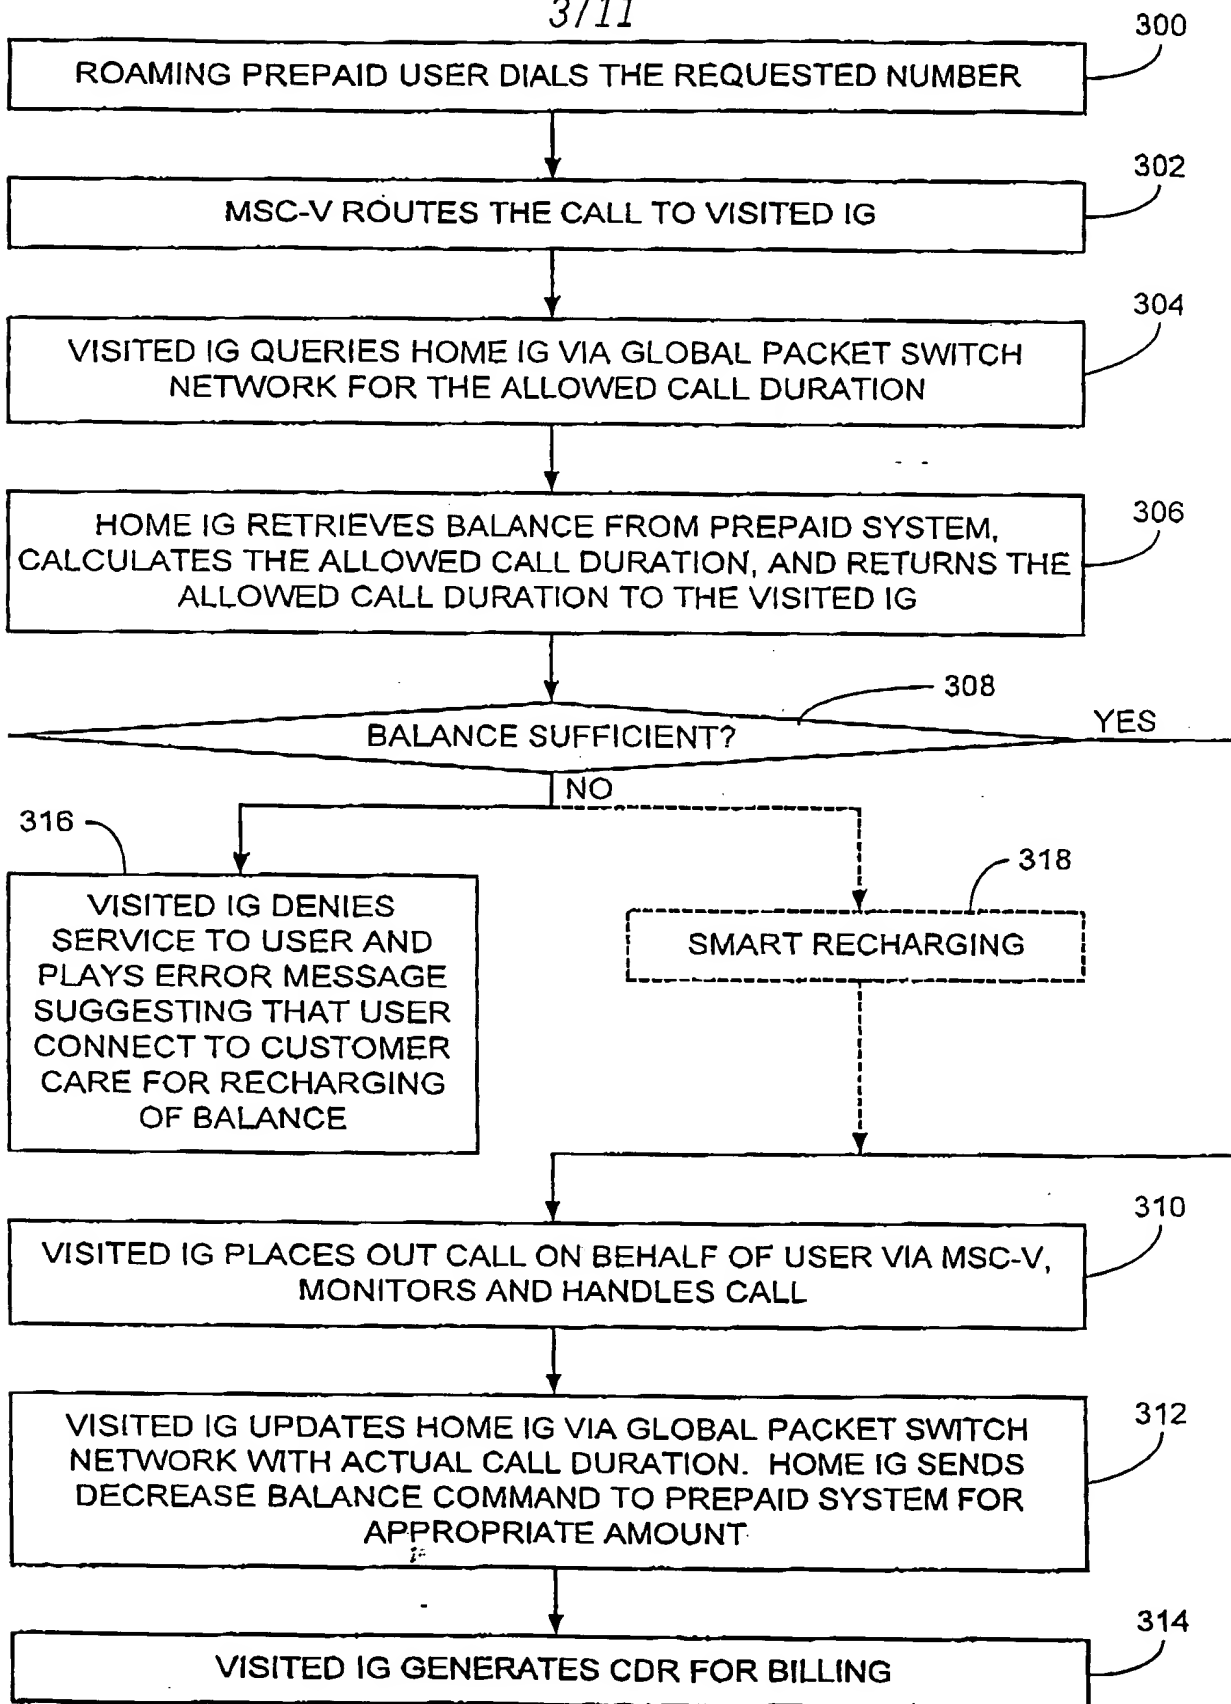 3/11
300
ROAMING PREPAID USER DIALS THE REQUESTED NUMBER
302
MSC-V ROUTES THE CALL TO VISITED IG
304
VISITED IG QUERIES HOME IG VIA GLOBAL PACKET SWITCH
NETWORK FOR THE ALLOWED CALL DURATION
306
HOME IG RETRIEVES BALANCE FROM PREPAID SYSTEM,
CALCULATES THE ALLOWED CALL DURATION, AND RETURNS THE
ALLOWED CALL DURATION TO THE VISITED IG
308
BALANCE SUFFICIENT?
YES
NO
316
VISITED IG DENIES
SERVICE TO USER AND
PLAYS ERROR MESSAGE
SUGGESTING THAT USER
CONNECT TO CUSTOMER
CARE FOR RECHARGING
OF BALANCE
318
SMART RECHARGING
310
VISITED IG PLACES OUT CALL ON BEHALF OF USER VIA MSC-V,
MONITORS AND HANDLES CALL
312
VISITED IG UPDATES HOME IG VIA GLOBAL PACKET SWITCH
NETWORK WITH ACTUAL CALL DURATION. HOME IG SENDS
DECREASE BALANCE COMMAND TO PREPAID SYSTEM FOR
APPROPRIATE AMOUNT
314
VISITED IG GENERATES CDR FOR BILLING